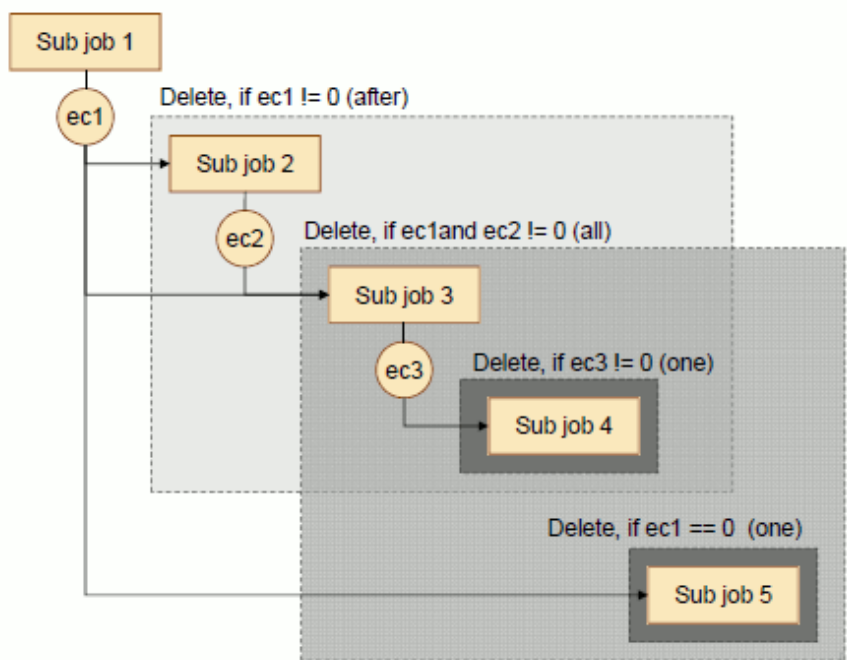 Sub job 1
ec1
Delete, if ec1 != 0 (after)
Sub job 2
ec2
Delete, if ec1and ec2 != 0 (all)
Sub job 3
ec3
Delete, if ec3 != 0 (one)
Sub job 4
Delete, if ec1 == 0 (one)
Sub job 5